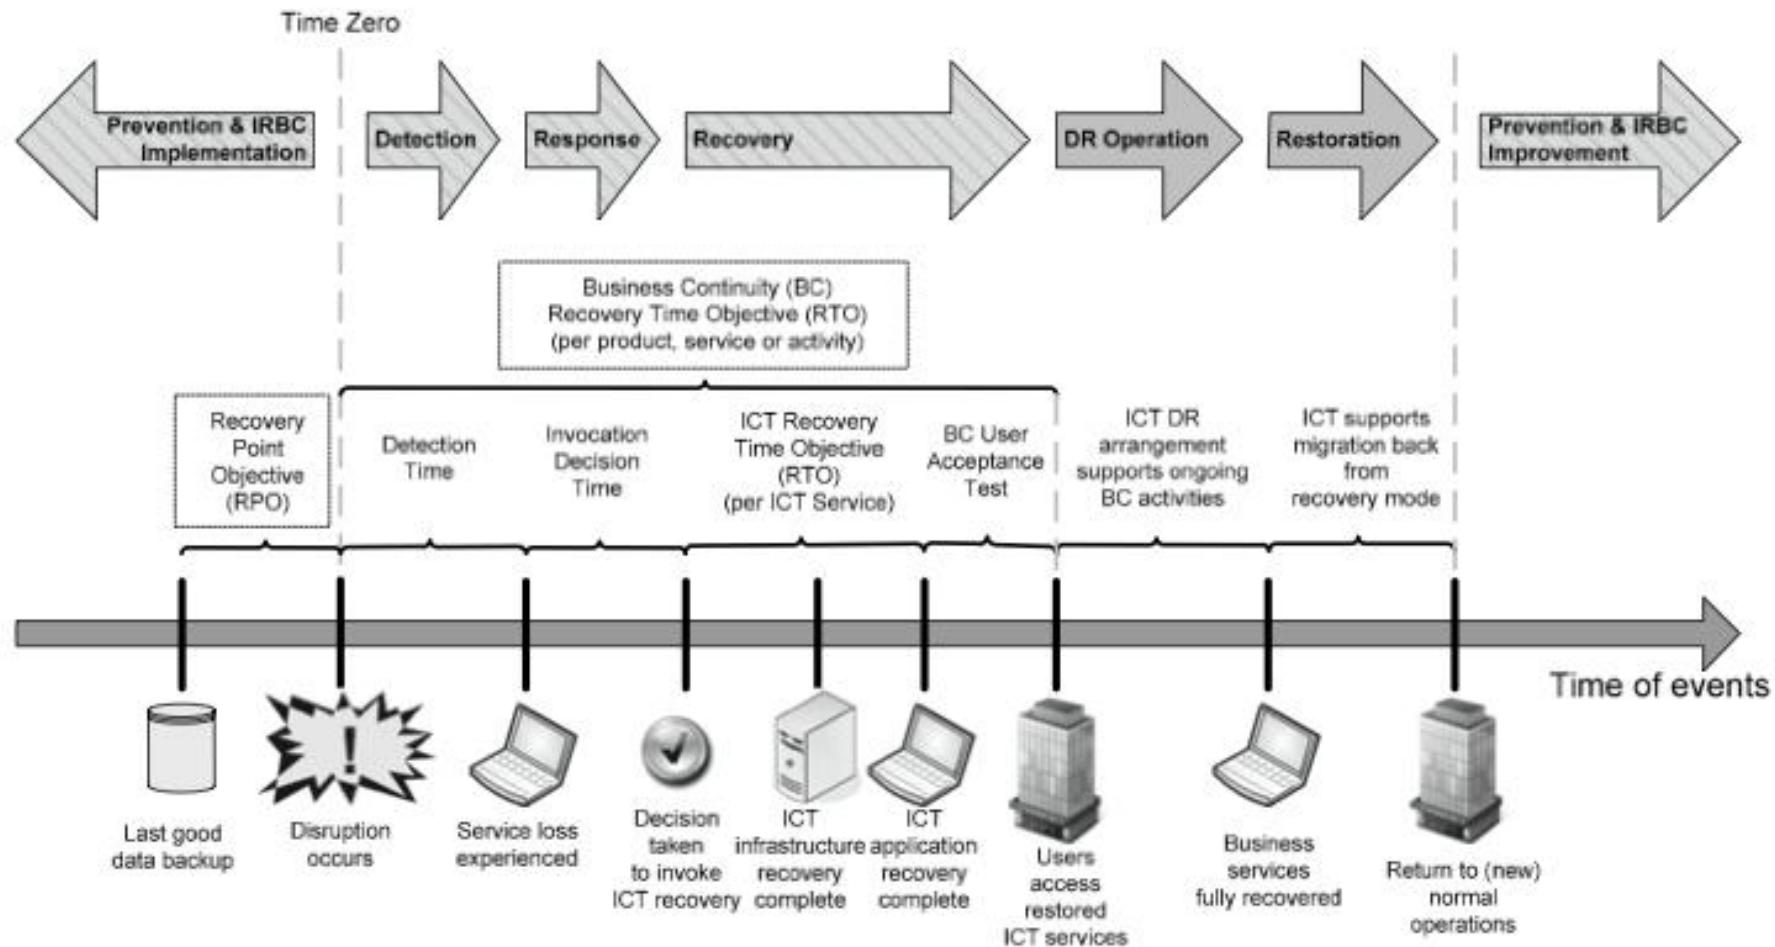 Time Zero
Prevention & IRBC
Implementation
Detection
Response
Recovery
DR Operation
Restoration
Prevention & IRBC
Improvement
Business Continuity (BC)
Recovery Time Objective (RTO)
(per product, service or activity)
Recovery
Point
Objective
(RPO)
Detection
Time
Invocation
Decision
Time
ICT Recovery
Time Objective
(RTO)
(per ICT Service)
BC User
Acceptance
Test
ICT DR
arrangement
supports ongoing
BC activities
ICT supports
migration back
from
recovery mode
Time of events
Last good
data backup
!
Disruption
occurs
Service loss
experienced
Decision
taken
to invoke
ICT recovery
ICT
infrastructure
recovery
complete
ICT
application
recovery
complete
Users
access
restored
ICT services
Business
services
fully recovered
Return to (new)
normal
operations